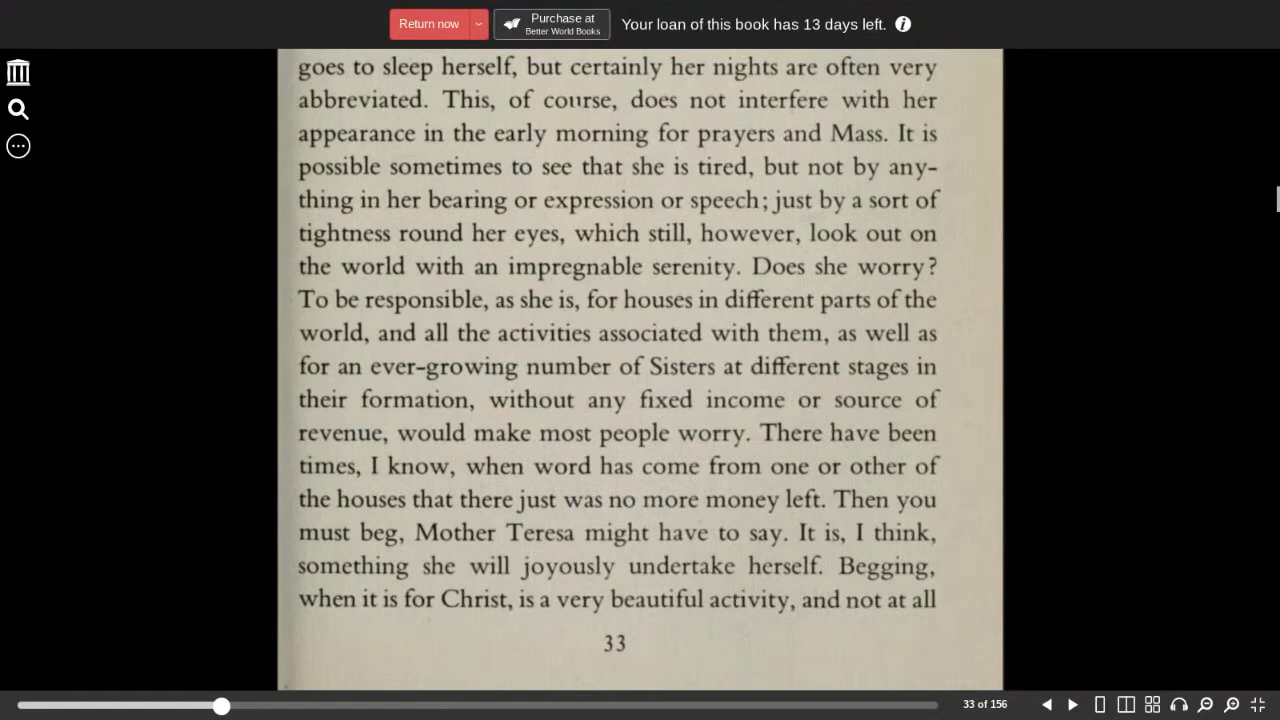 Return now
Purchase at
Better World Books
Your loan of this book has 13 days left.
goes to sleep herself, but certainly her nights are often very
abbreviated. This, of course, does not interfere with her
appearance in the early morning for prayers and Mass. It is
possible sometimes to see that she is tired, but not by any-
thing in her bearing or expression or speech; just by a sort of
tightness round her eyes, which still, however, look out on
the world with an impregnable serenity. Does she worry?
To be responsible, as she is, for houses in different parts of the
world, and all the activities associated with them, as well as
for an ever-growing number of Sisters at different stages in
their formation, without any fixed income or source of
revenue, would make most people worry. There have been
times, I know, when word has come from one or other of
the houses that there just was no more money left. Then you
must beg, Mother Teresa might have to say. It is, I think,
something she will joyously undertake herself. Begging,
when it is for Christ, is a very beautiful activity, and not at all
33
33 of 156